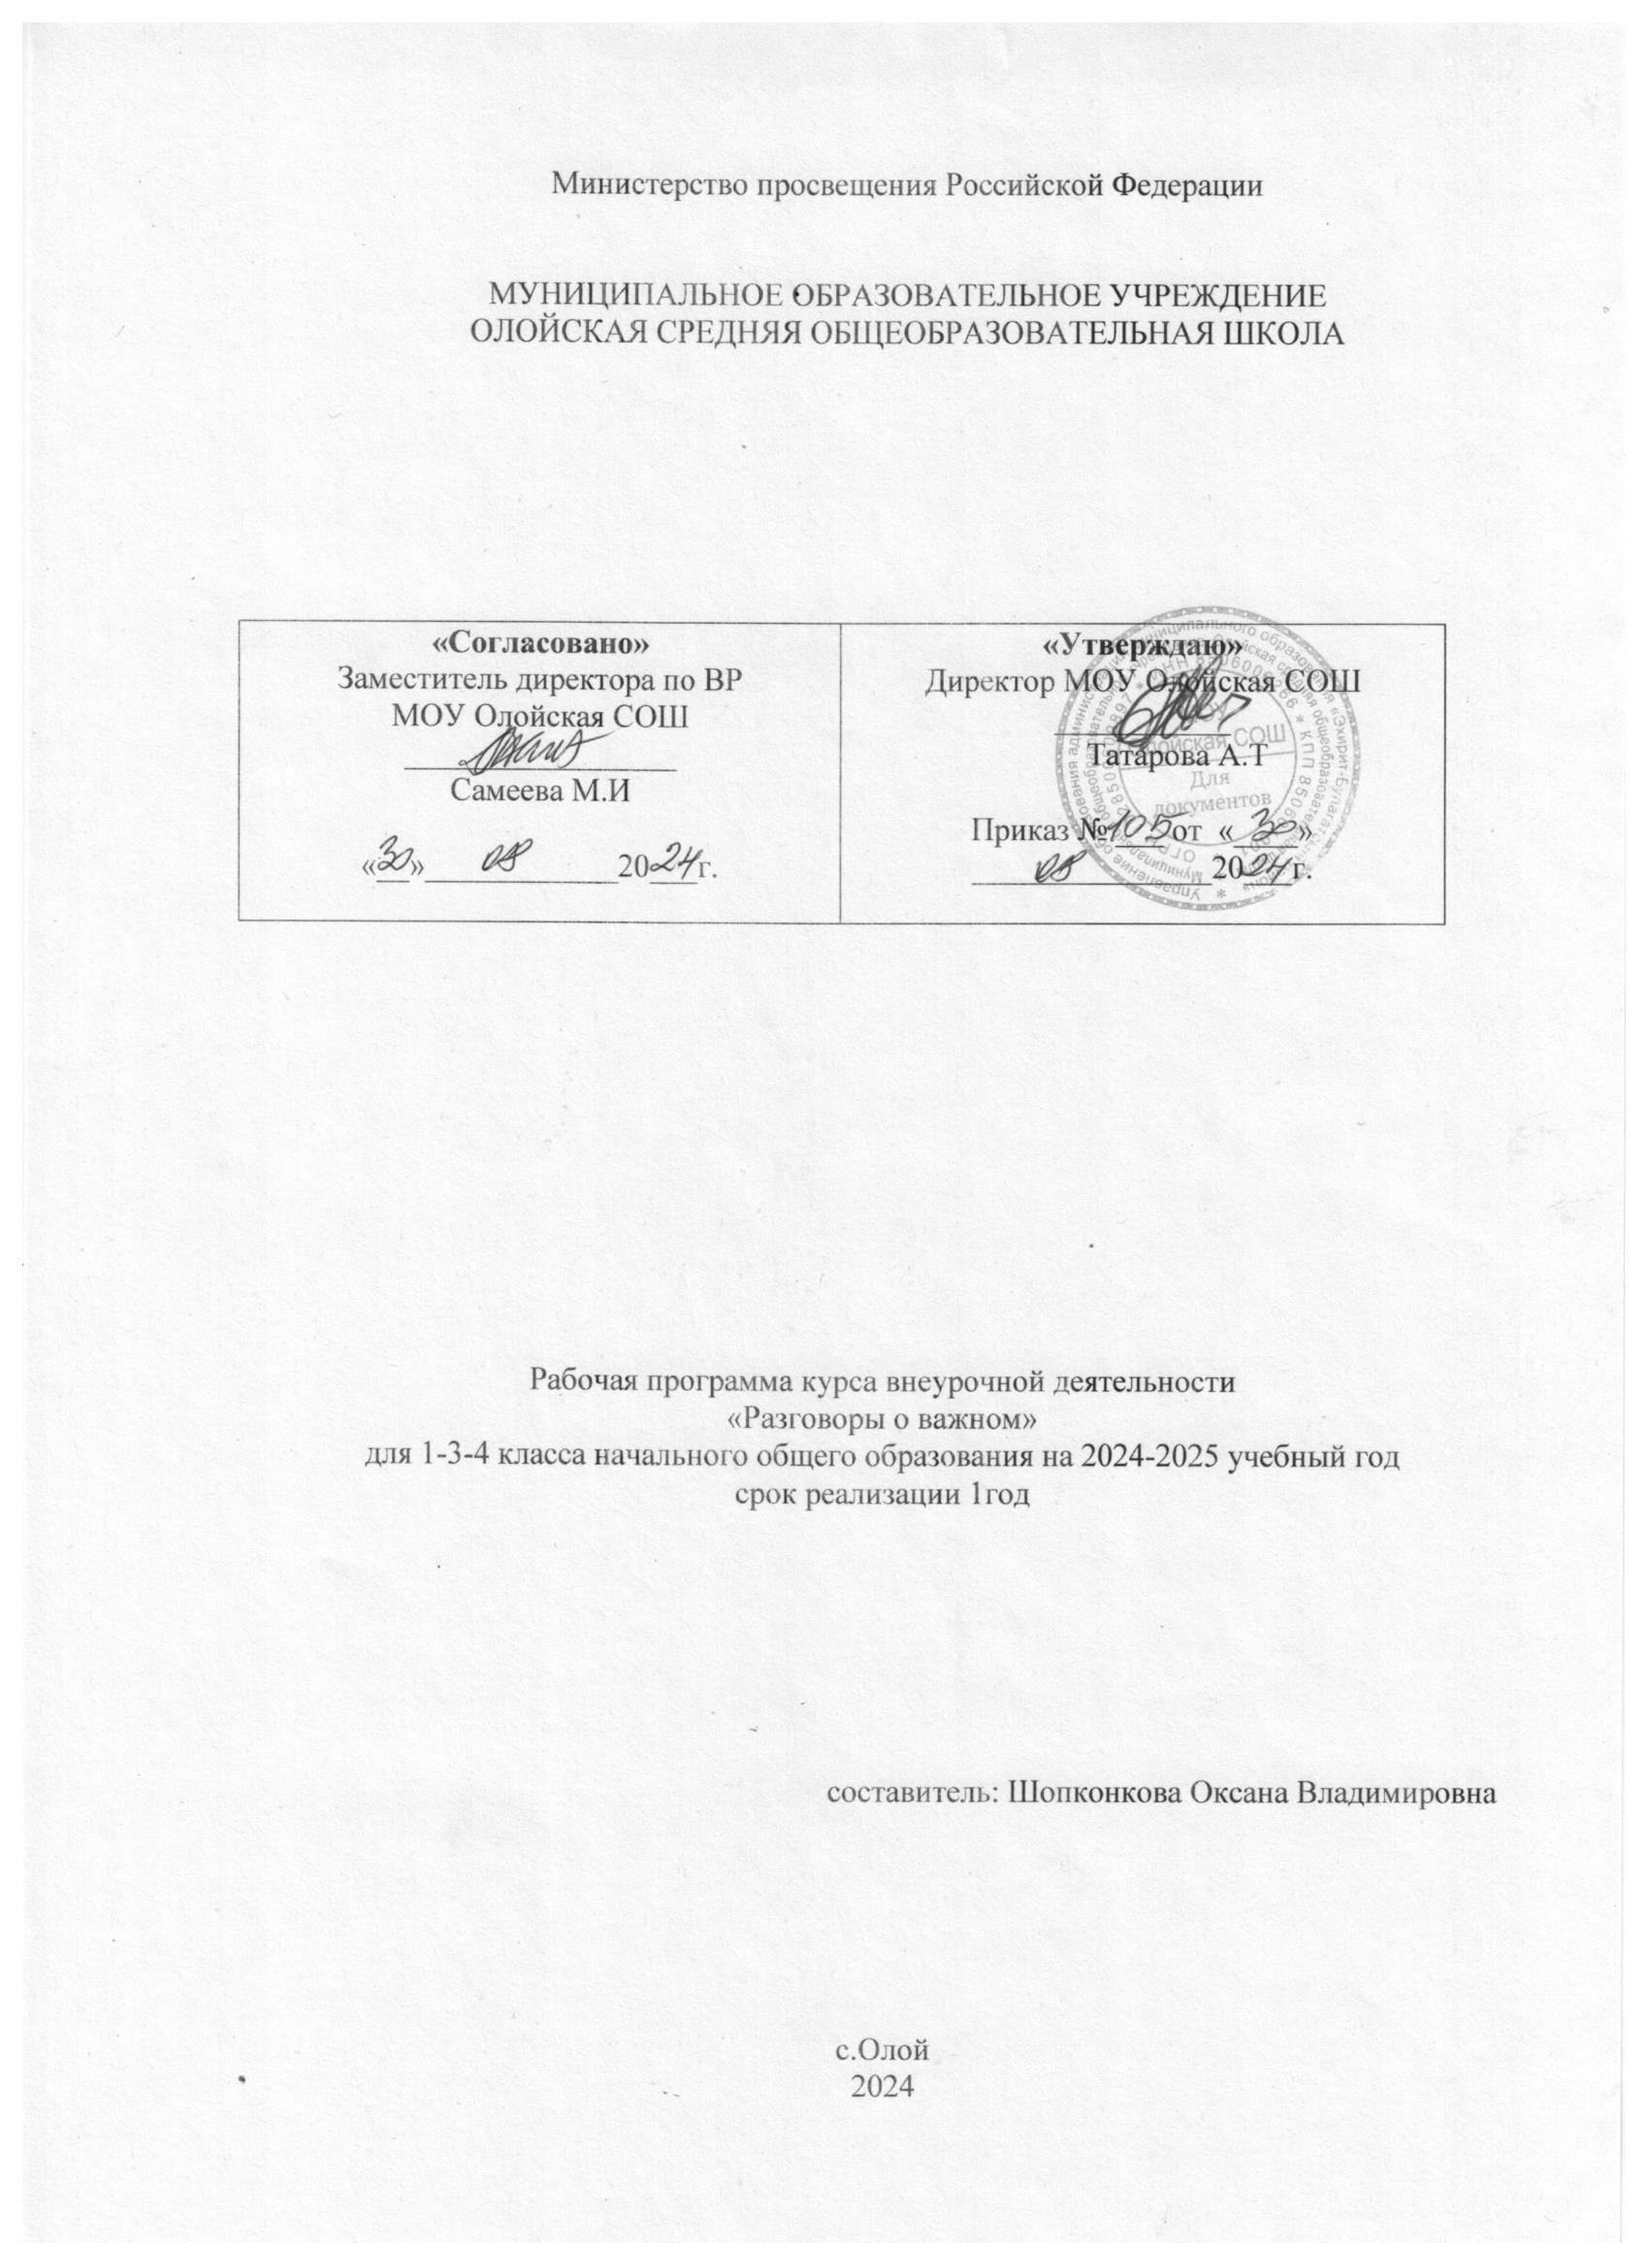 Министерство просвещения Российской Федерации
МУНИЦИПАЛЬНОЕ ОБРАЗОВАТЕЛЬНОЕ УЧРЕЖДЕНИЕ
ОЛОЙСКАЯ СРЕДНЯЯ ОБЩЕОБРАЗОВАТЕЛЬНАЯ ШКОЛА
«Согласовано»
Заместитель директора по ВР
МОУ Олойская СОШ
Самеева М.И
«30» 08 2024г.
«Утверждаю»
Директор МОУ Олойская СОШ
Татарова А.Т
Приказ №105от «30»
08 2024г.
Олойская СОШ
Для
документов
Рабочая программа курса внеурочной деятельности
«Разговоры о важном»
для 1-3-4 класса начального общего образования на 2024-2025 учебный год
срок реализации 1год
составитель: Шопконкова Оксана Владимировна
с.Олой
2024